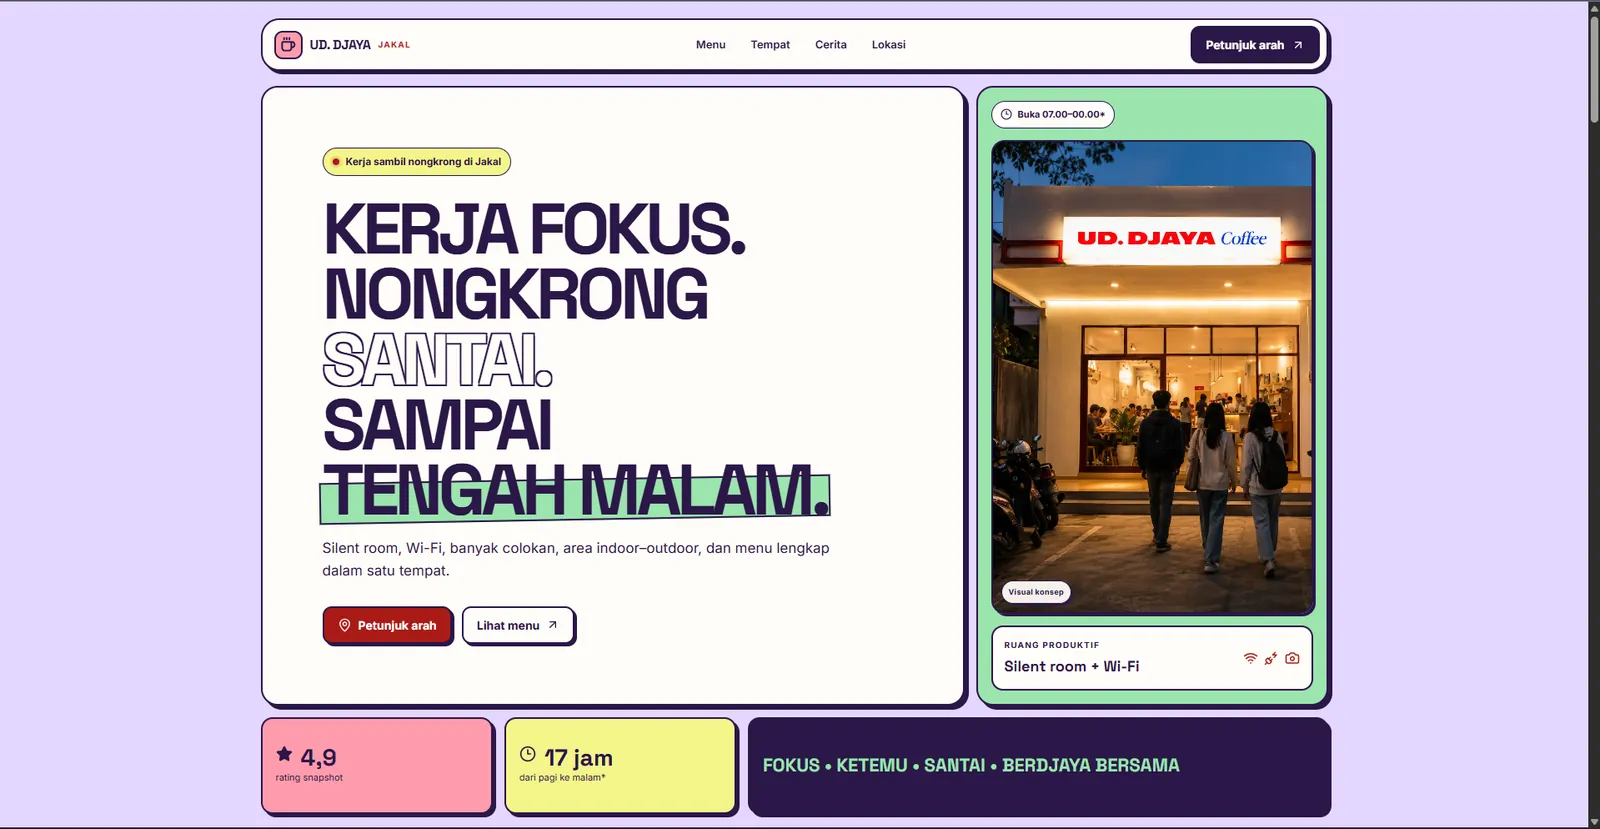 UD. DJAYA JAKAL
Menu Tempat Cerita Lokasi
Petunjuk arah
Kerja sambil nongkrong di Jakal
KERJA FOKUS.
NONGKRONG
SANTAI.
SAMPAI
TENGAH MALAM.
Silent room, Wi-Fi, banyak colokan, area indoor–outdoor, dan menu lengkap
dalam satu tempat.
Petunjuk arah
Lihat menu
Buka 07.00–00.00*
UD. DJAYA Coffee
Visual konsep
RUANG PRODUKTIF
Silent room + Wi-Fi
4,9
rating snapshot
17 jam
dari pagi ke malam*
FOKUS • KETEMU • SANTAI • BERDJAYA BERSAMA